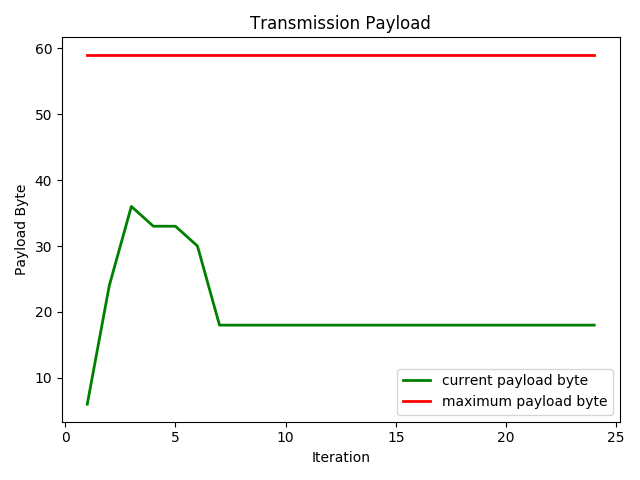 Transmission Payload
Payload Byte
60
50
40
30
20
10
current payload byte
maximum payload byte
0 5 10 15 20 25
Iteration